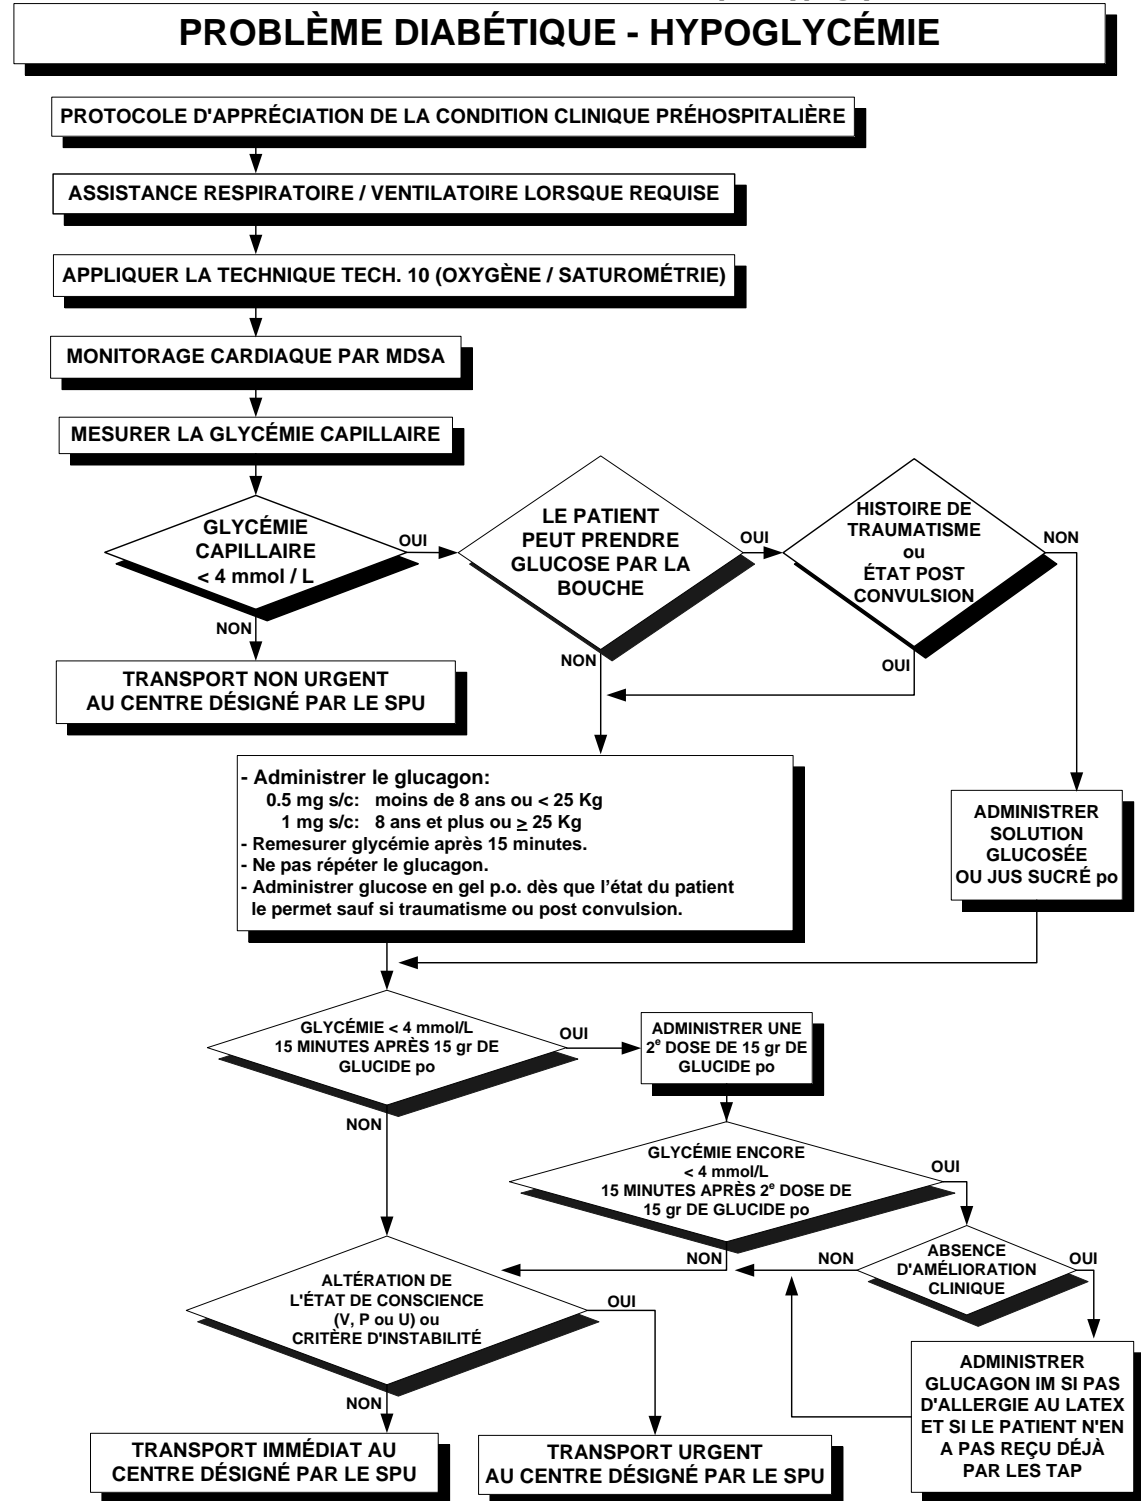 PROBLÈME DIABÉTIQUE - HYPOGLYCÉMIE
PROTOCOLE D'APPRÉCIATION DE LA CONDITION CLINIQUE PRÉHOSPITALIÈRE
ASSISTANCE RESPIRATOIRE / VENTILATOIRE LORSQUE REQUISE
APPLIQUER LA TECHNIQUE TECH. 10 (OXYGÈNE / SATUROMÉTRIE)
MONITORAGE CARDIAQUE PAR MDSA
MESURER LA GLYCÉMIE CAPILLAIRE
GLYCÉMIE
CAPILLAIRE
< 4 mmol / L
OUI
NON
LE PATIENT
PEUT PRENDRE
GLUCOSE PAR LA
BOUCHE
OUI
NON
HISTOIRE DE
TRAUMATISME
ou
ÉTAT POST
CONVULSION
NON
OUI
TRANSPORT NON URGENT
AU CENTRE DÉSIGNÉ PAR LE SPU
- Administrer le glucagon:
0.5 mg s/c: moins de 8 ans ou < 25 Kg
1 mg s/c: 8 ans et plus ou ≥ 25 Kg
- Remesurer glycémie après 15 minutes.
- Ne pas répéter le glucagon.
- Administrer glucose en gel p.o. dès que l’état du patient
le permet sauf si traumatisme ou post convulsion.
ADMINISTRER
SOLUTION
GLUCOSÉE
OU JUS SUCRÉ po
GLYCÉMIE < 4 mmol/L
15 MINUTES APRÈS 15 gr DE
GLUCIDE po
OUI
NON
ADMINISTRER UNE
2e DOSE DE 15 gr DE
GLUCIDE po
GLYCÉMIE ENCORE
< 4 mmol/L
15 MINUTES APRÈS 2e DOSE DE
15 gr DE GLUCIDE po
OUI
NON
ABSENCE
D'AMÉLIORATION
CLINIQUE
NON
OUI
ALTÉRATION DE
L'ÉTAT DE CONSCIENCE
(V, P ou U) ou
CRITÈRE D'INSTABILITÉ
OUI
NON
ADMINISTRER
GLUCAGON IM SI PAS
D'ALLERGIE AU LATEX
ET SI LE PATIENT N'EN
A PAS REÇU DÉJÀ
PAR LES TAP
TRANSPORT IMMÉDIAT AU
CENTRE DÉSIGNÉ PAR LE SPU
TRANSPORT URGENT
AU CENTRE DÉSIGNÉ PAR LE SPU